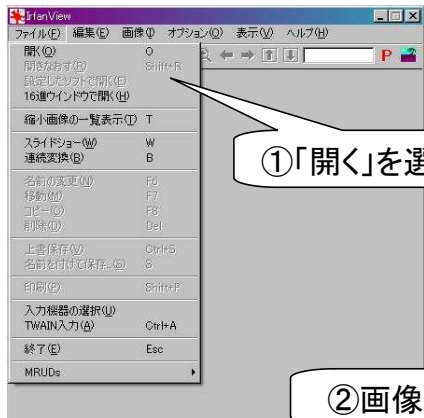 IrfanView
ファイル(F) 編集(E) 画像(I) オプション(O) 表示(V) ヘルプ(H)
開く(O) O
開きなおす(R) Shift+R
設定したソフトで開く(E)
16進ウインドウで開く(H)
P
縮小画像の一覧表示(T) T
スライドショー(W) W
連続変換(B) B
①「開く」を選
名前の変更(N) F6
移動(M) F7
コピー(C) F8
削除(D) Del
上書保存(V) Ctrl+S
名前を付けて保存...(S) S
印刷(P) Shift+P
入力機器の選択(U)
TWAIN入力(A) Ctrl+A
終了(E) Esc
MRUDs
②画像